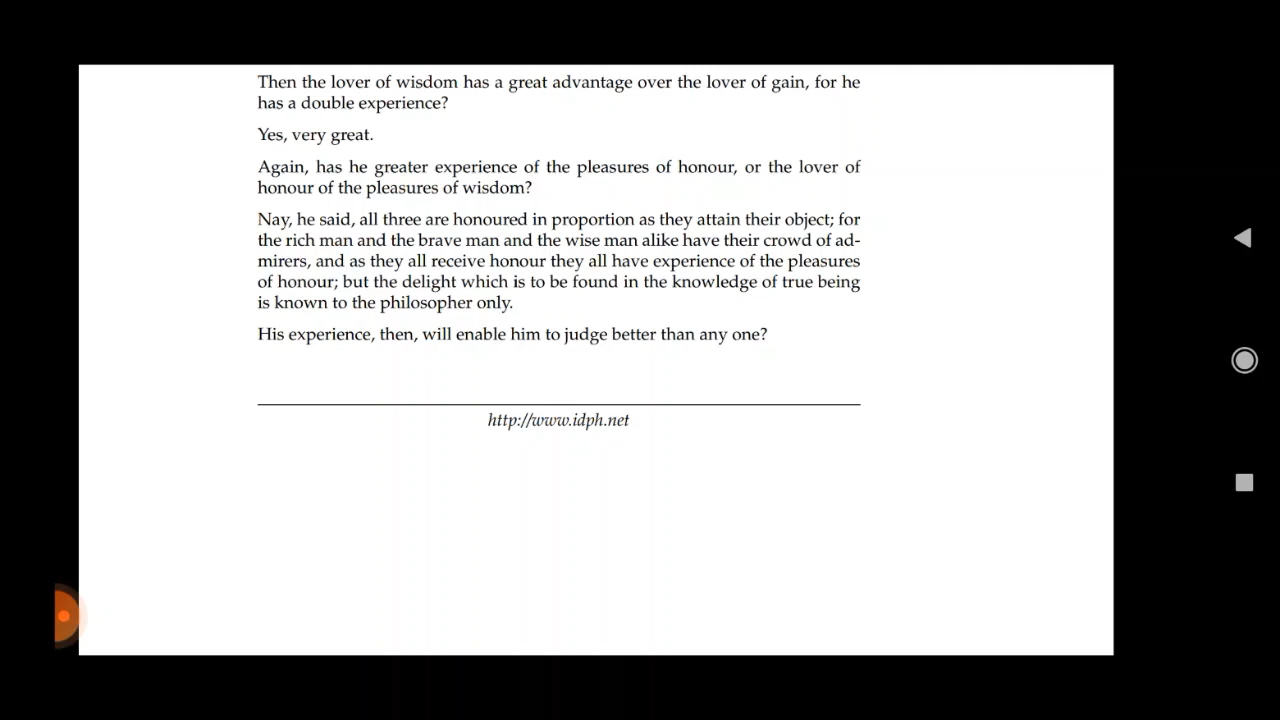 Then the lover of wisdom has a great advantage over the lover of gain, for he
has a double experience?
Yes, very great.
Again, has he greater experience of the pleasures of honour, or the lover of
honour of the pleasures of wisdom?
Nay, he said, all three are honoured in proportion as they attain their object; for
the rich man and the brave man and the wise man alike have their crowd of ad-
mirers, and as they all receive honour they all have experience of the pleasures
of honour; but the delight which is to be found in the knowledge of true being
is known to the philosopher only.
His experience, then, will enable him to judge better than any one?
http://www.idph.net